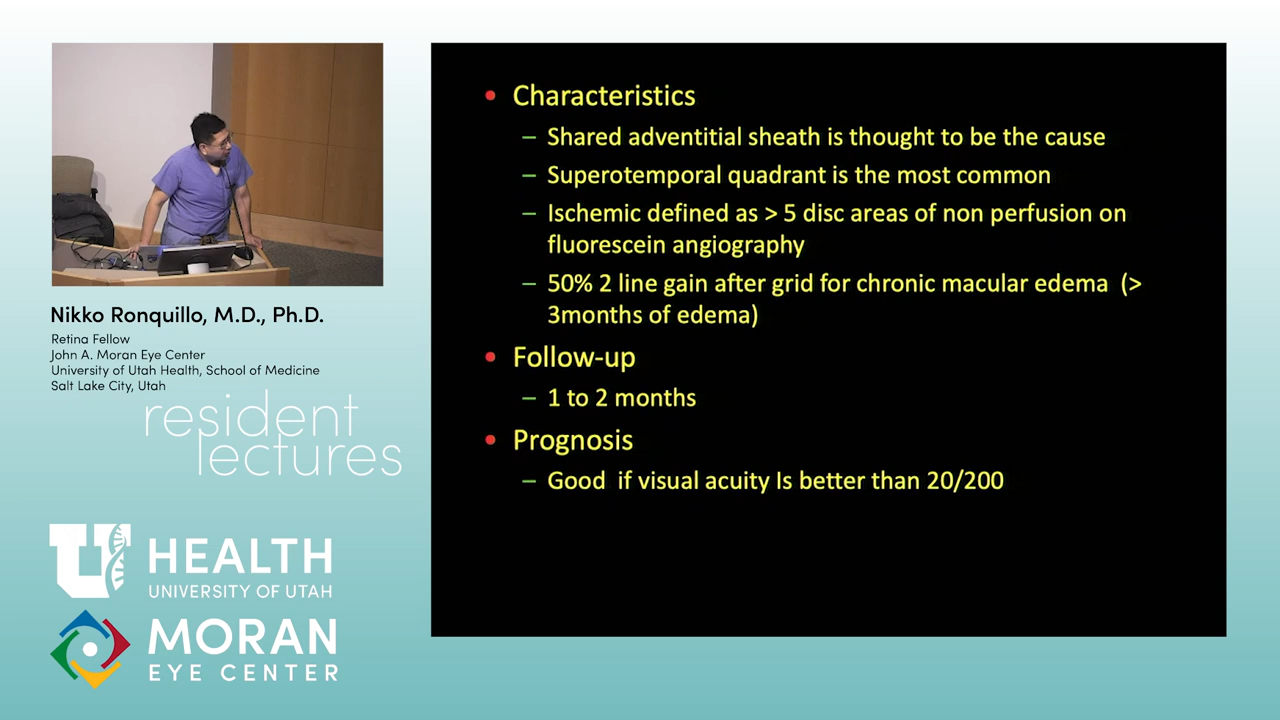 Nikko Ronquillo, M.D., Ph.D.
Retina Fellow
John A. Moran Eye Center
University of Utah Health, School of Medicine
Salt Lake City, Utah
resident
lectures
U HEALTH
UNIVERSITY OF UTAH
MORAN
EYE CENTER
• Characteristics
– Shared adventitial sheath is thought to be the cause
– Superotemporal quadrant is the most common
– Ischemic defined as > 5 disc areas of non perfusion on
fluorescein angiography
– 50% 2 line gain after grid for chronic macular edema (>
3months of edema)
• Follow-up
– 1 to 2 months
• Prognosis
– Good if visual acuity Is better than 20/200